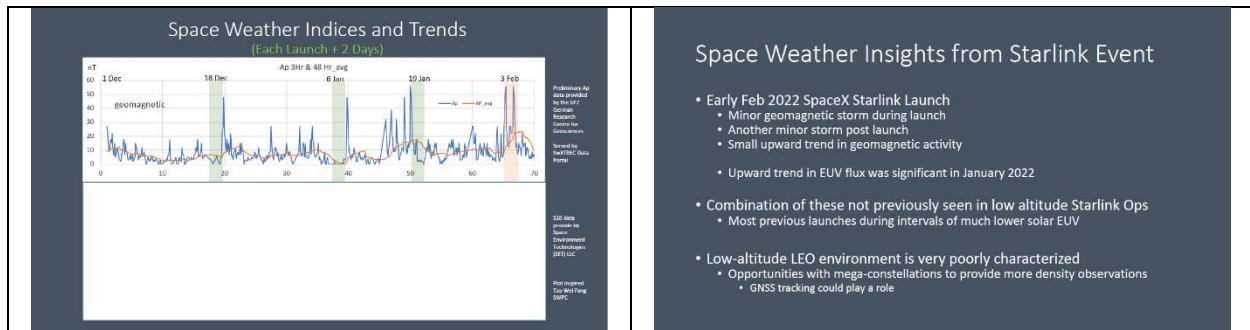 Space Weather Indices and Trends
(Each Launch + 2 Days)
nT
Ap 3Hr & 48 Hr_avg
1 Dec
18 Dec
6 Jan
19 Jan
3 Feb
60
50
40
30
20
10
0
geomagnetic
Ap
AP_avg
0
10
20
30
40
50
60
70
Preliminary Ap
data provided
by the GFZ
German
Research
Centre for
Geosciences
Served by
SWxTREC Data
Portal
S10 data
provide by
Space
Environment
Technologies
(SET) LLC
Plot inspired
Tzu-Wei Fang
SWPC
Space Weather Insights from Starlink Event
• Early Feb 2022 SpaceX Starlink Launch
• Minor geomagnetic storm during launch
• Another minor storm post launch
• Small upward trend in geomagnetic activity
• Upward trend in EUV flux was significant in January 2022
• Combination of these not previously seen in low altitude Starlink Ops
• Most previous launches during intervals of much lower solar EUV
• Low-altitude LEO environment is very poorly characterized
• Opportunities with mega-constellations to provide more density observations
• GNSS tracking could play a role